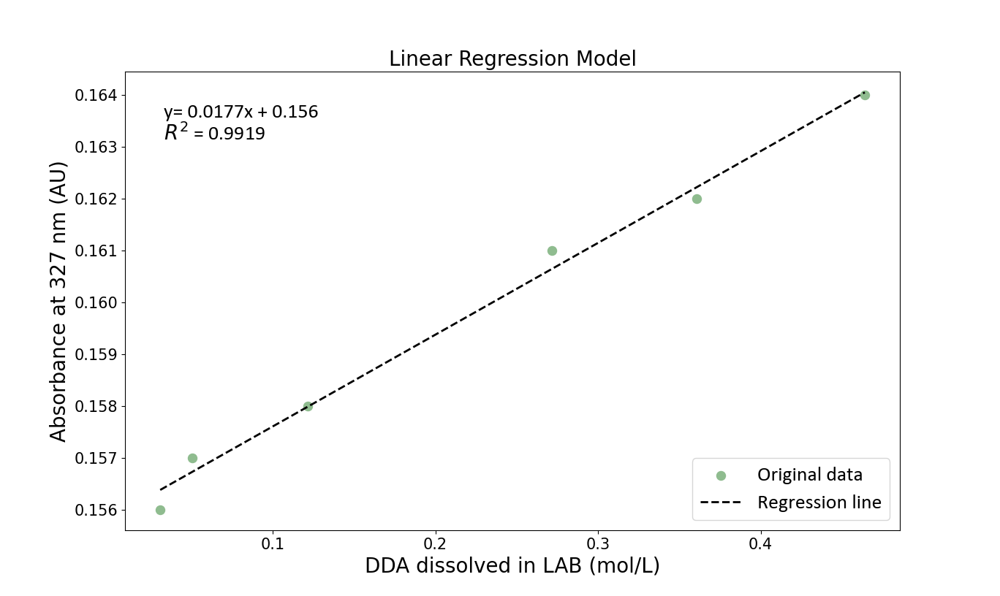 Linear Regression Model
y= 0.0177x + 0.156
R² = 0.9919
Absorbance at 327 nm (AU)
0.164
0.163
0.162
0.161
0.160
0.159
0.158
0.157
0.156
Original data
Regression line
0.1 0.2 0.3 0.4
DDA dissolved in LAB (mol/L)